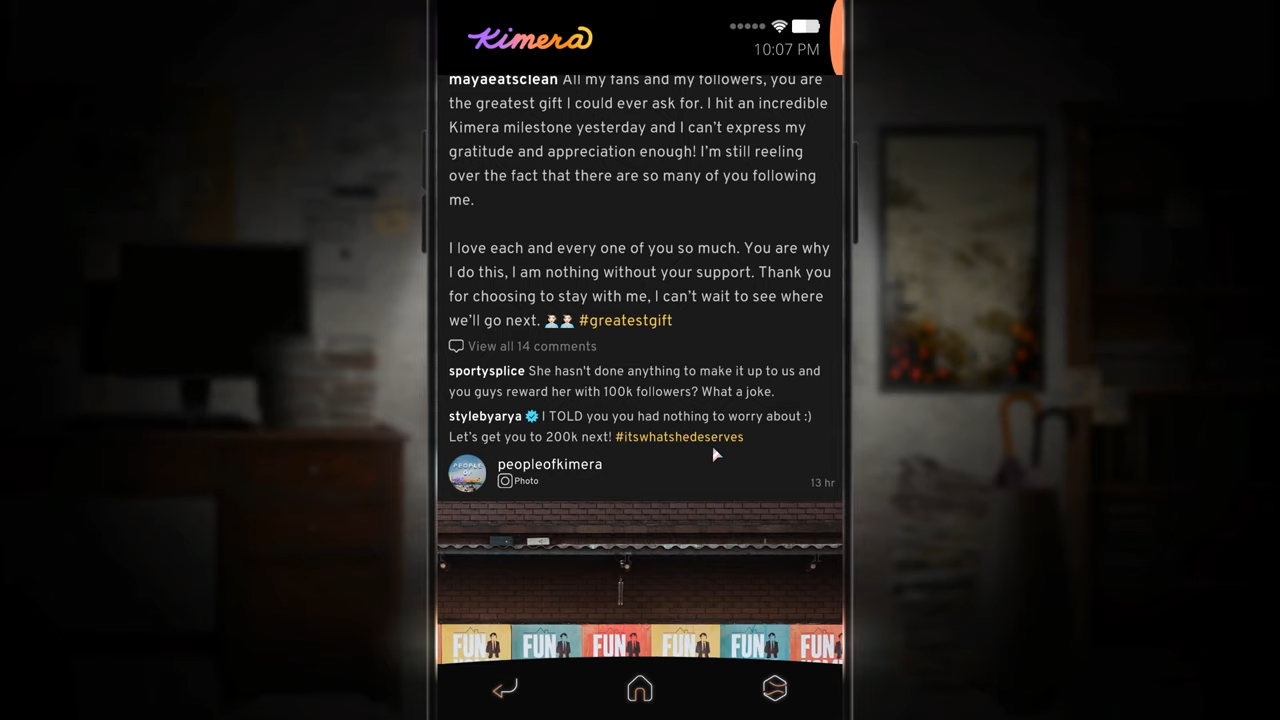 Kimera
10:07 PM
mayaeatsclean All my fans and my followers, you are
the greatest gift I could ever ask for. I hit an incredible
Kimera milestone yesterday and I can't express my
gratitude and appreciation enough! I'm still reeling
over the fact that there are so many of you following
me.
I love each and every one of you so much. You are why
I do this, I am nothing without your support. Thank you
for choosing to stay with me, I can't wait to see where
we'll go next. #greatestgift
View all 14 comments
sportysplice She hasn't done anything to make it up to us and
you guys reward her with 100k followers? What a joke.
stylebyarya I TOLD you you had nothing to worry about :)
Let's get you to 200k next! #itswhatshedeserves
PEOPLE
OF
peopleofkimera
Photo
13 hr
FUN FUN FUN FUN FUN FUN